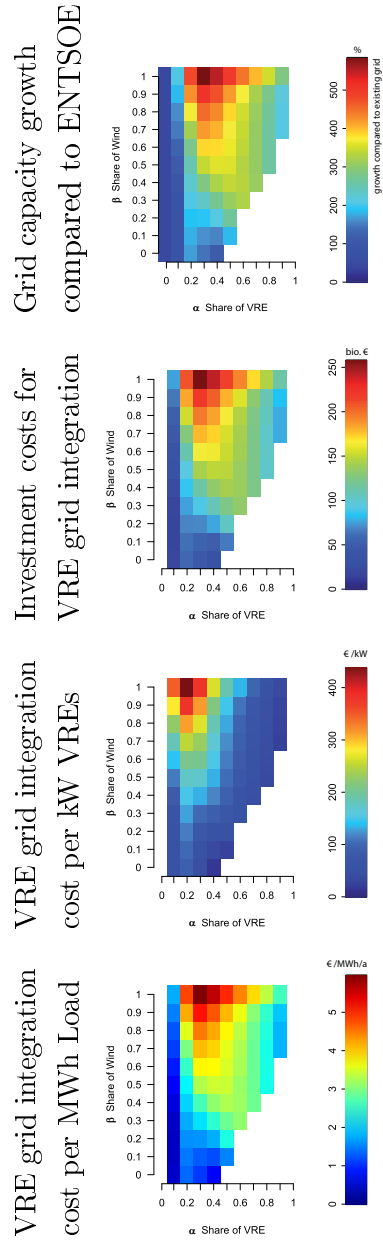 Grid capacity growth
compared to ENTSOE
β Share of Wind
1
0.9
0.8
0.7
0.6
0.5
0.4
0.3
0.2
0.1
0
0 0.2 0.4 0.6 0.8 1
α Share of VRE
%
500
400
300
200
100
0
growth compared to existing grid
Investment costs for
VRE grid integration
β Share of Wind
1
0.9
0.8
0.7
0.6
0.5
0.4
0.3
0.2
0.1
0
0 0.2 0.4 0.6 0.8 1
α Share of VRE
bio. €
250
200
150
100
50
0
VRE grid integration
cost per kW VREs
β Share of Wind
1
0.9
0.8
0.7
0.6
0.5
0.4
0.3
0.2
0.1
0
0 0.2 0.4 0.6 0.8 1
α Share of VRE
€ /kW
400
300
200
100
0
VRE grid integration
cost per MWh Load
β Share of Wind
1
0.9
0.8
0.7
0.6
0.5
0.4
0.3
0.2
0.1
0
0 0.2 0.4 0.6 0.8 1
α Share of VRE
€ /MWh/a
5
4
3
2
1
0